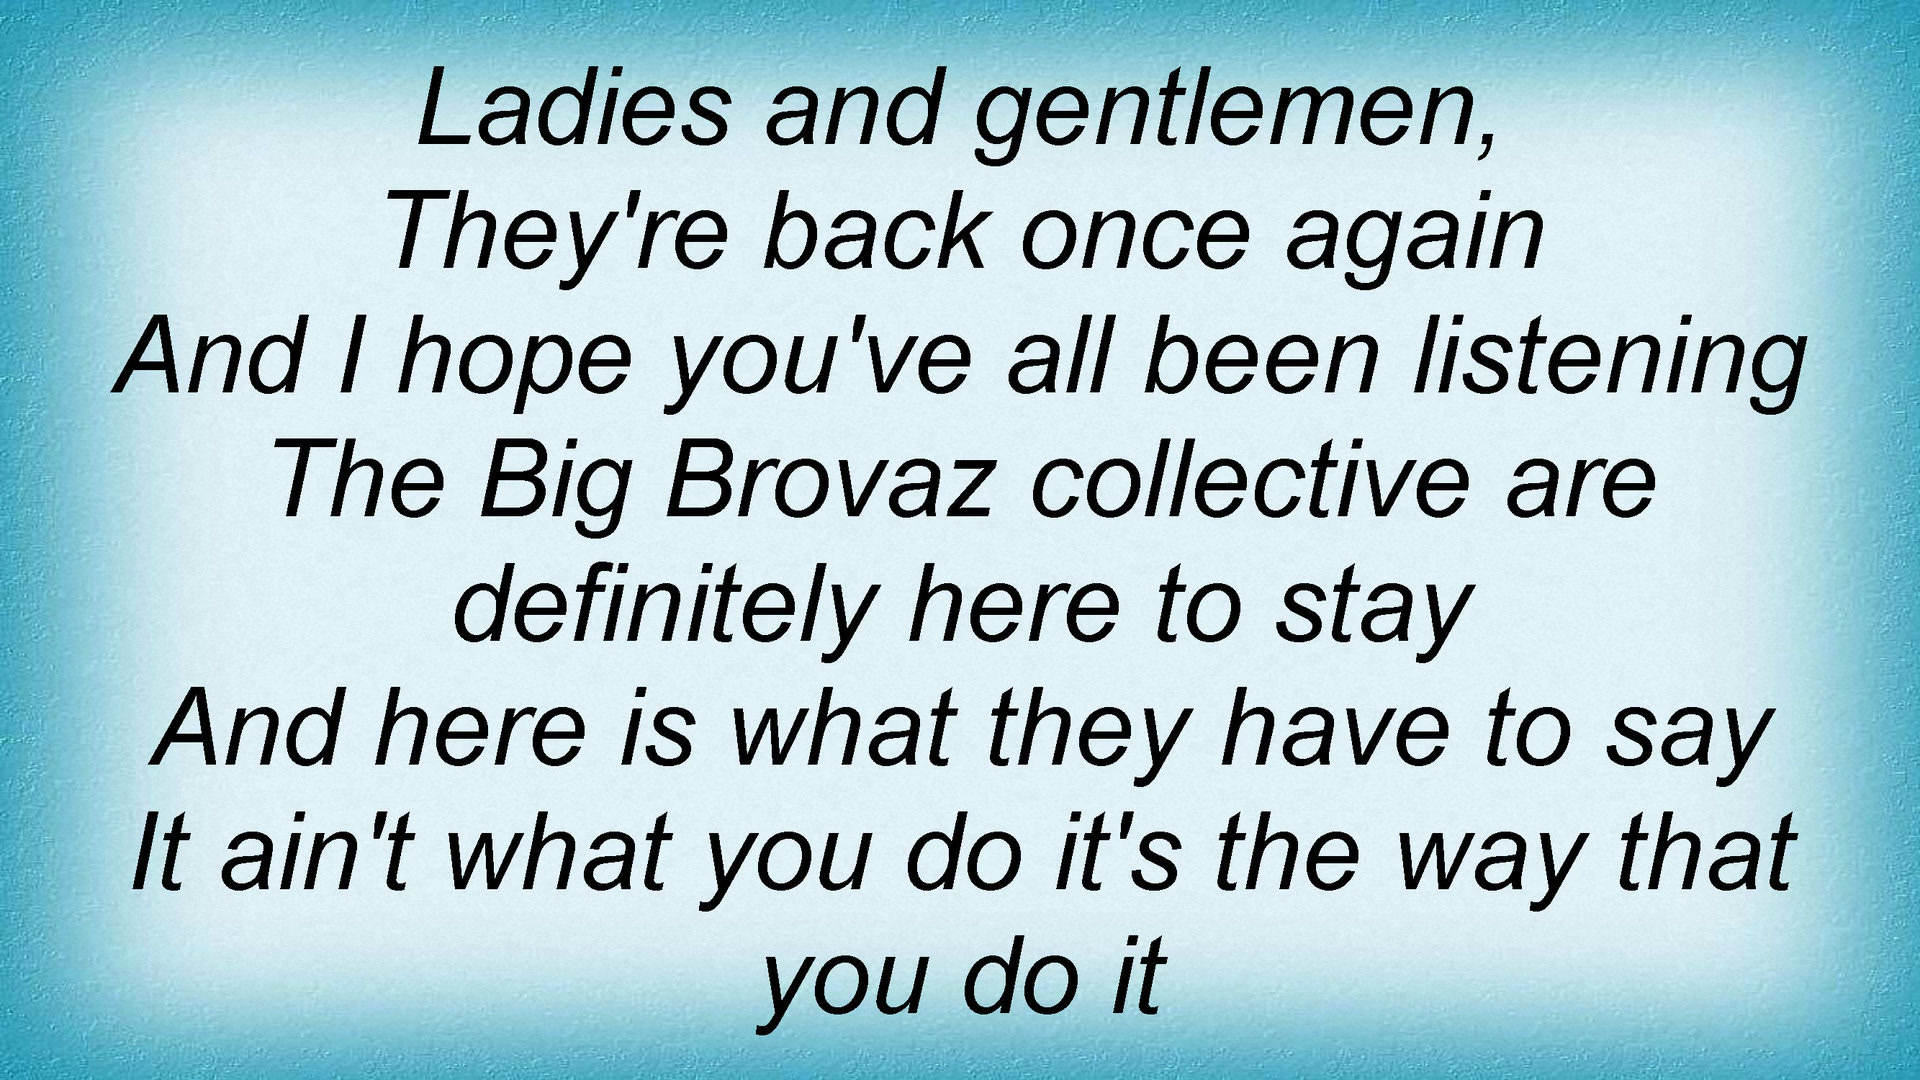 Ladies and gentlemen,
They're back once again
And I hope you've all been listening
The Big Brovaz collective are
definitely here to stay
And here is what they have to say
It ain't what you do it's the way that
you do it